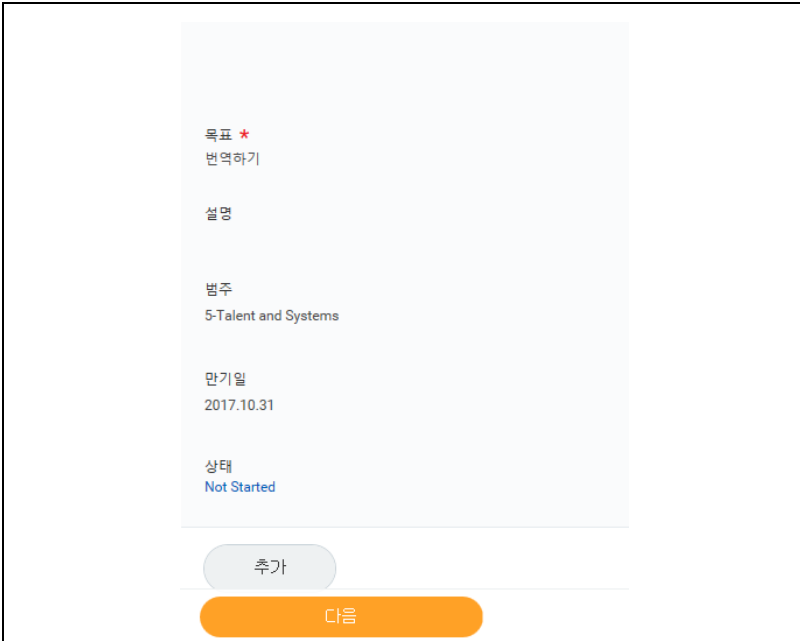 목표 *
번역하기
설명
범주
5-Talent and Systems
만기일
2017.10.31
상태
Not Started
추가
다음